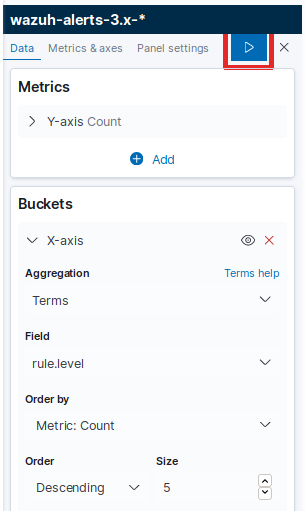 wazuh-alerts-3.x-*
Data Metrics & axes Panel settings
Metrics
Y-axis Count
Add
Buckets
X-axis
Aggregation Terms help
Terms
Field
rule.level
Order by
Metric: Count
Order Size
Descending 5